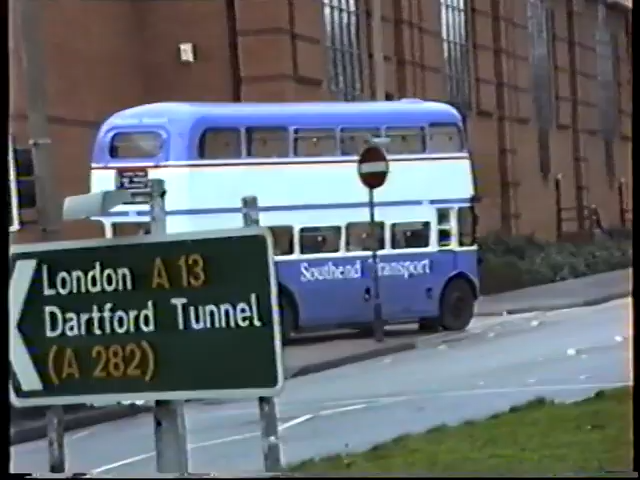 London A 13
Dartford Tunnel
(A 282)
Southend Transport